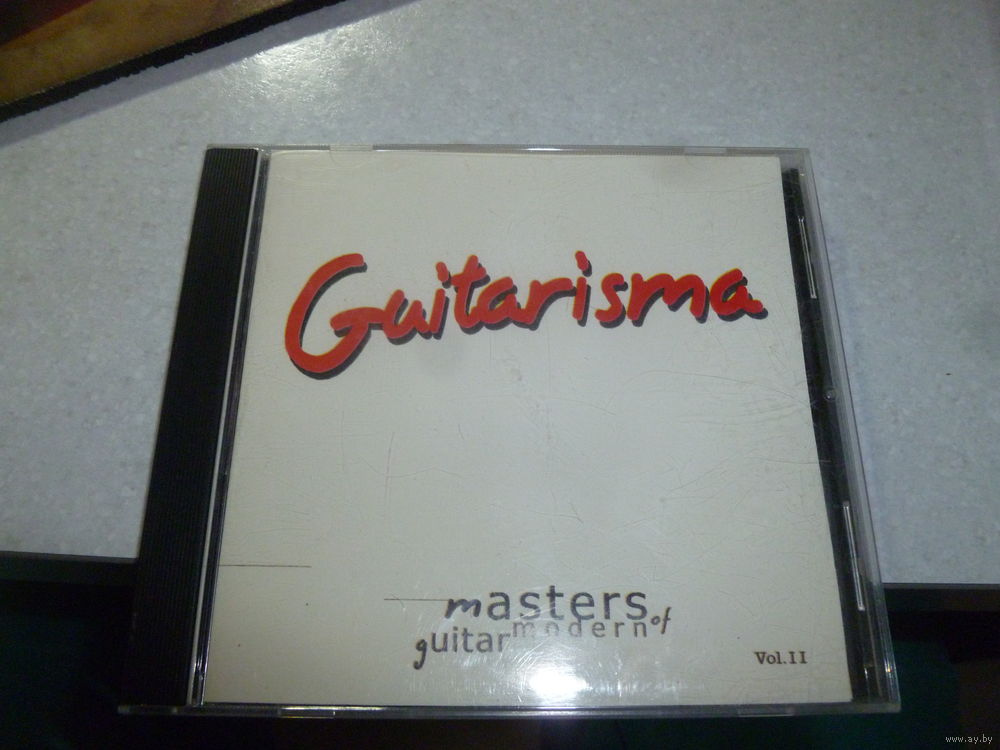 Guitarisma
masters of
modern
guitar
Vol.II
www.ay.by